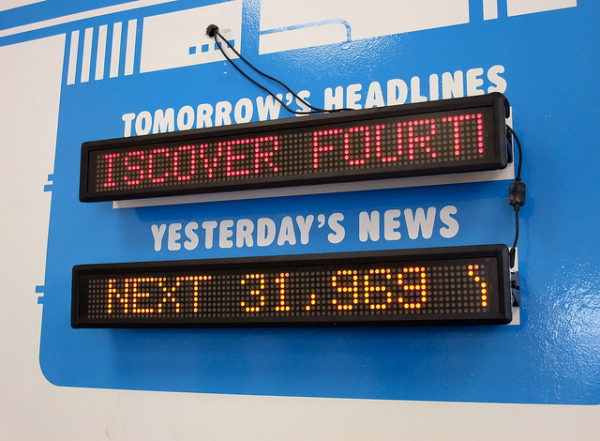 TOMORROW'S HEADLINES
ISCOVER FOURT
YESTERDAY'S NEWS
NEXT 31,969